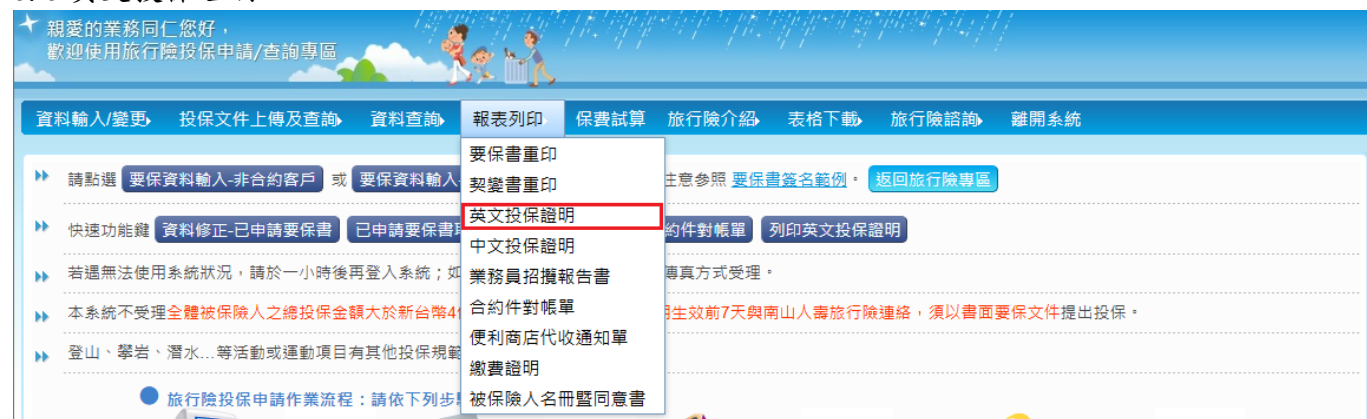 親愛的業務同仁您好，
歡迎使用旅行險投保申請/查詢專區
資料輸入/變更 投保文件上傳及查詢 資料查詢 報表列印 保費試算 旅行險介紹 表格下載 旅行險諮詢 離開系統
要保書重印
請點選 要保資料輸入-非合約客戶 或 要保資料輸入 注意參照 要保書簽名範例。 返回旅行險專區
契變書重印
英文投保證明
快速功能鍵 資料修正-已申請要保書 已申請要保書 約件對帳單 列印英文投保證明
中文投保證明
若遇無法使用系統狀況，請於一小時後再登入系統；如 傳真方式受理。
業務員招攬報告書
合約件對帳單
本系統不受理全體被保險人之總投保金額大於新台幣4 生效前7天與南山人壽旅行險連絡，須以書面要保文件提出投保。
便利商店代收通知單
登山、攀岩、潛水...等活動或運動項目有其他投保規範
繳費證明
旅行險投保申請作業流程：請依下列步
被保險人名冊暨同意書